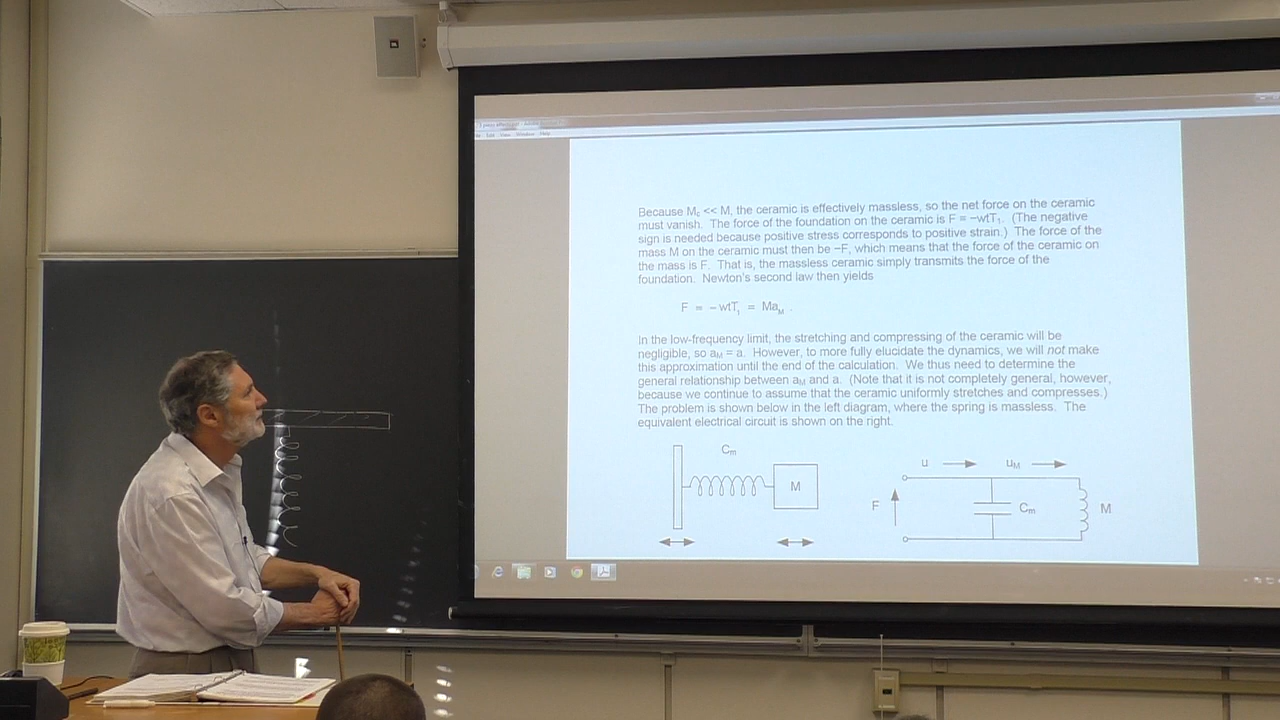 Edit View Window Help
Because Mc << M, the ceramic is effectively massless, so the net force on the ceramic
must vanish. The force of the foundation on the ceramic is F = −wtT1. (The negative
sign is needed because positive stress corresponds to positive strain.) The force of the
mass M on the ceramic must then be −F, which means that the force of the ceramic on
the mass is F. That is, the massless ceramic simply transmits the force of the
foundation. Newton's second law then yields
F = −wtT1 = MaM .
In the low-frequency limit, the stretching and compressing of the ceramic will be
negligible, so aM = a. However, to more fully elucidate the dynamics, we will not make
this approximation until the end of the calculation. We thus need to determine the
general relationship between aM and a. (Note that it is not completely general, however,
because we continue to assume that the ceramic uniformly stretches and compresses.)
The problem is shown below in the left diagram, where the spring is massless. The
equivalent electrical circuit is shown on the right.
Cm
M
u uM
F
Cm
M